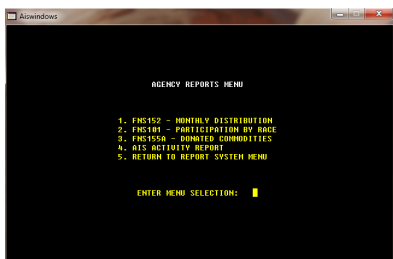 Aiswindows
AGENCY REPORTS MENU
1. FNS152 - MONTHLY DISTRIBUTION
2. FNS101 - PARTICIPATION BY RACE
3. FNS155A - DONATED COMMODITIES
4. AIS ACTIVITY REPORT
5. RETURN TO REPORT SYSTEM MENU
ENTER MENU SELECTION: